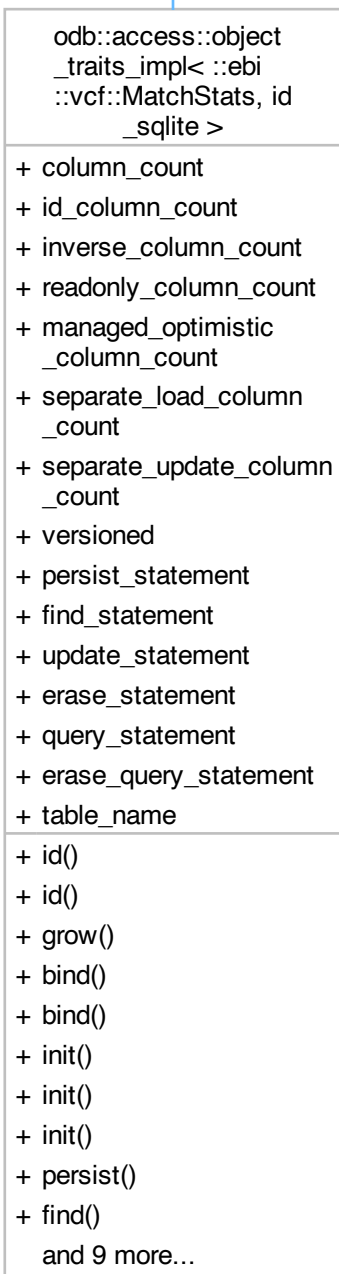 odb::access::object
_traits_impl< ::ebi
::vcf::MatchStats, id
_sqlite >
+ column_count
+ id_column_count
+ inverse_column_count
+ readonly_column_count
+ managed_optimistic
_column_count
+ separate_load_column
_count
+ separate_update_column
_count
+ versioned
+ persist_statement
+ find_statement
+ update_statement
+ erase_statement
+ query_statement
+ erase_query_statement
+ table_name
+ id()
+ id()
+ grow()
+ bind()
+ bind()
+ init()
+ init()
+ init()
+ persist()
+ find()
and 9 more...